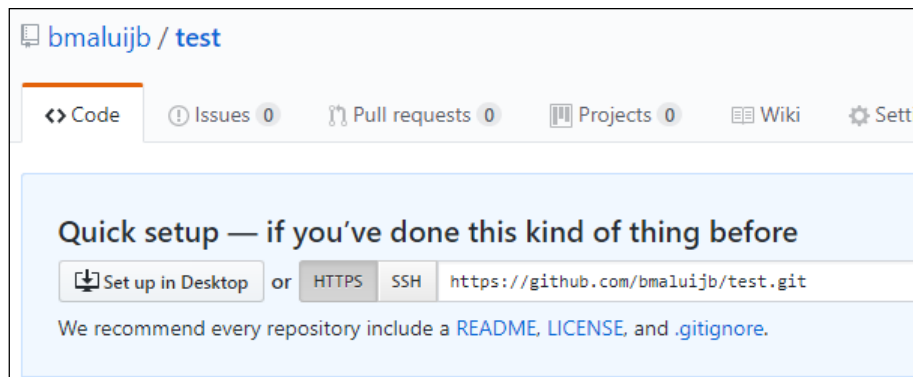 bmaluijb / test
<> Code Issues 0 Pull requests 0 Projects 0 Wiki Sett
Quick setup — if you've done this kind of thing before
Set up in Desktop or HTTPS SSH https://github.com/bmaluijb/test.git
We recommend every repository include a README, LICENSE, and .gitignore.